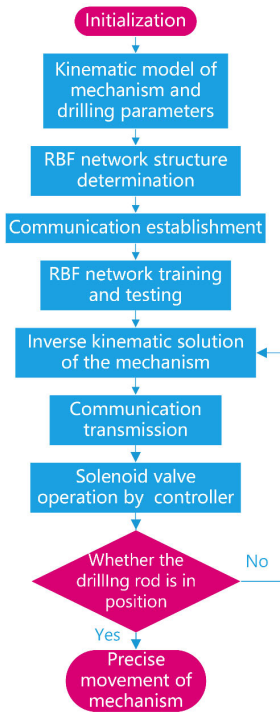 Initialization
Kinematic model of
mechanism and
drilling parameters
RBF network structure
determination
Communication establishment
RBF network training
and testing
Inverse kinematic solution
of the mechanism
Communication
transmission
Solenoid valve
operation by controller
Whether the
drilling rod is in
position
No
Yes
Precise
movement of
mechanism